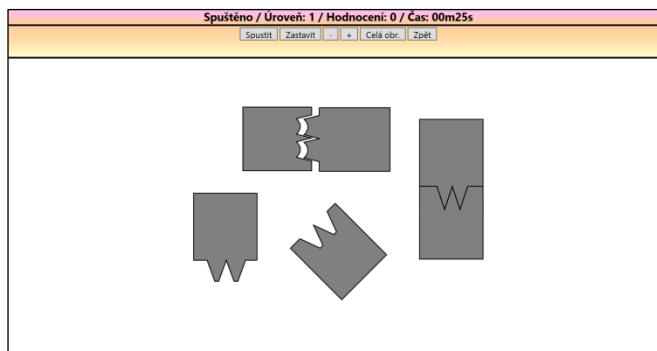 Spuštěno / Úroveň: 1 / Hodnocení: 0 / Čas: 00m25s
Spustit Zastavit - + Celá obr. Zpět